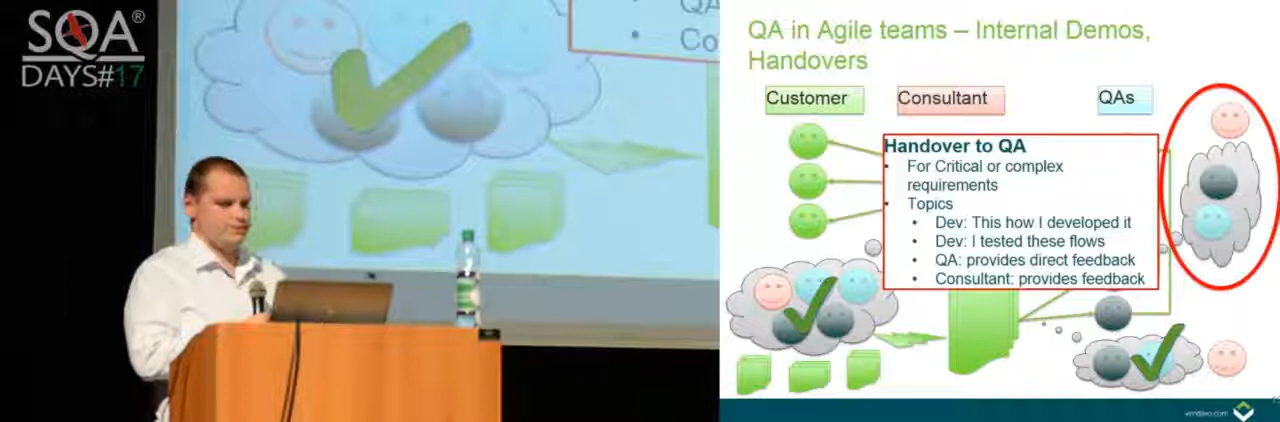 SQA®
DAYS#17
QA
Co
QA in Agile teams – Internal Demos,
Handovers
Customer
Consultant
QAs
Handover to QA
• For Critical or complex
requirements
• Topics
• Dev: This how I developed it
• Dev: I tested these flows
• QA: provides direct feedback
• Consultant: provides feedback